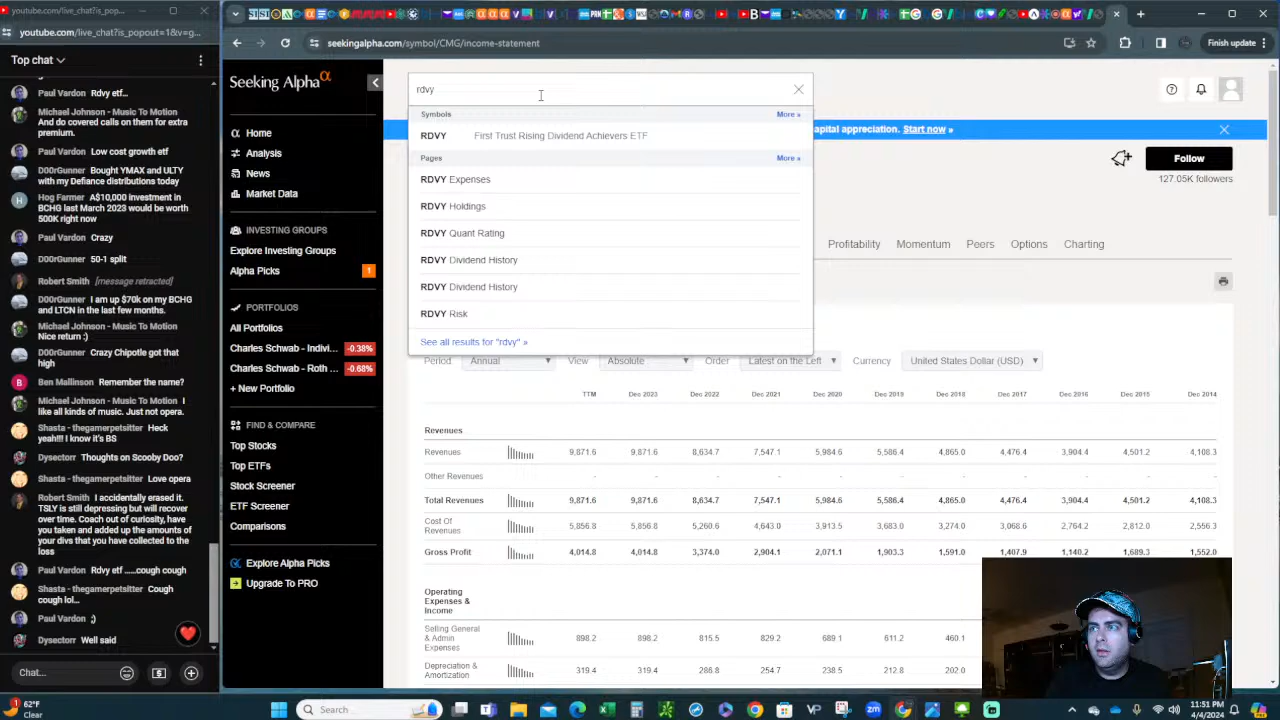 youtube.com/live_chat?is_popout=1&v=g...
Top chat
Paul Vardon Rdvy etf...
Michael Johnson - Music To Motion
And do covered calls on them for extra
premium.
Paul Vardon Low cost growth etf
D00rGunner Bought YMAX and ULTY
with my Defiance distributions today
Hog Farmer A$10,000 investment in
BCHG last March 2023 would be worth
500K right now
Paul Vardon Crazy
D00rGunner 50-1 split
Robert Smith [message retracted]
D00rGunner I am up $70k on my BCHG
and LTCN in the last few months.
Michael Johnson - Music To Motion
Nice return :)
D00rGunner Crazy Chipotle got that
high
Ben Mallinson Remember the name?
Michael Johnson - Music To Motion I
like all kinds of music. Just not opera.
Shasta - thegamerpetsitter Heck
yeah!!! I know it's BS
Dysectorr Thoughts on Scooby Doo?
Shasta - thegamerpetsitter Love opera
Robert Smith I accidentally erased it.
TSLY is still depressing but will recover
over time. Coach out of curiosity, have
you taken and added up the amounts of
your divs that you have collected to the
loss
Paul Vardon Rdvy etf ......cough cough
Shasta - thegamerpetsitter Cough
cough lol...
Paul Vardon ;)
Dysectorr Well said
Chat...
seekingalpha.com/symbol/CMG/income-statement
Finish update
Seeking Alpha α
Home
Analysis
News
Market Data
INVESTING GROUPS
Explore Investing Groups
Alpha Picks 1
PORTFOLIOS
All Portfolios
Charles Schwab - Indivi... -0.38%
Charles Schwab - Roth ... -0.68%
+ New Portfolio
FIND & COMPARE
Top Stocks
Top ETFs
Stock Screener
ETF Screener
Comparisons
Explore Alpha Picks
Upgrade To PRO
rdvy
Symbols More »
RDVY First Trust Rising Dividend Achievers ETF
Pages More »
RDVY Expenses
RDVY Holdings
RDVY Quant Rating
RDVY Dividend History
RDVY Dividend History
RDVY Risk
See all results for "rdvy" »
capital appreciation. Start now »
Follow
127.05K followers
Profitability Momentum Peers Options Charting
Period Annual View Absolute Order Latest on the Left Currency United States Dollar (USD)
TTM Dec 2023 Dec 2022 Dec 2021 Dec 2020 Dec 2019 Dec 2018 Dec 2017 Dec 2016 Dec 2015 Dec 2014
Revenues
Revenues 9,871.6 9,871.6 8,634.7 7,547.1 5,984.6 5,586.4 4,865.0 4,476.4 3,904.4 4,501.2 4,108.3
Other Revenues - - - - - - - - - - -
Total Revenues 9,871.6 9,871.6 8,634.7 7,547.1 5,984.6 5,586.4 4,865.0 4,476.4 3,904.4 4,501.2 4,108.3
Cost Of
Revenues 5,856.8 5,856.8 5,260.6 4,643.0 3,913.5 3,683.0 3,274.0 3,068.6 2,764.2 2,812.0 2,556.3
Gross Profit 4,014.8 4,014.8 3,374.0 2,904.1 2,071.1 1,903.3 1,591.0 1,407.9 1,140.2 1,689.3 1,552.0
Operating
Expenses &
Income
Selling General
& Admin
Expenses 898.2 898.2 815.5 829.2 689.1 611.2 460.1
Depreciation &
Amortization 319.4 319.4 286.8 254.7 238.5 212.8 202.0
1
62°F
Clear
Search
11:51 PM
4/4/2024